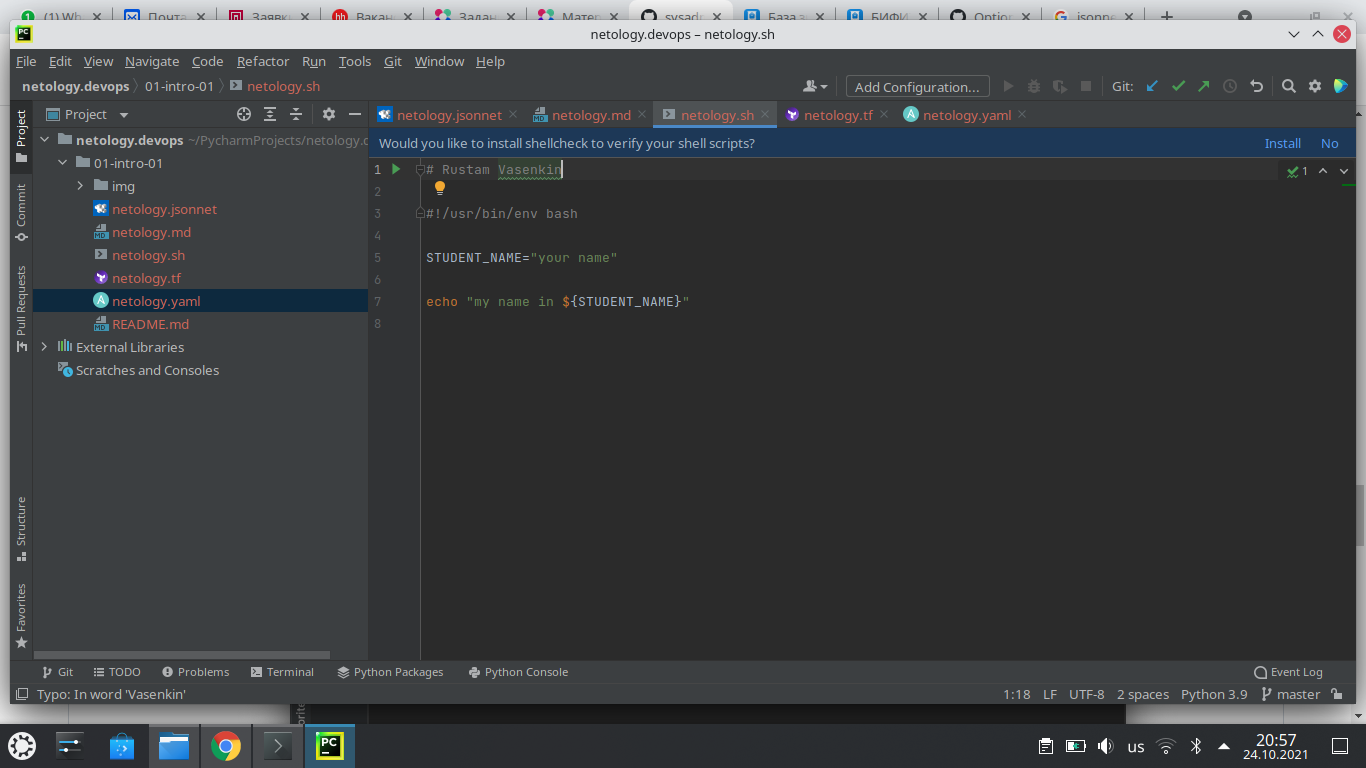 (1) Wh
Почта
Заявк
Вакан
Задан
Матер
sysadm
База з
БИФИ
Option
jsonne
netology.devops – netology.sh
File Edit View Navigate Code Refactor Run Tools Git Window Help
netology.devops 01-intro-01 netology.sh Add Configuration... Git:
Project netology.jsonnet netology.md netology.sh netology.tf netology.yaml
Project
Commit
Pull Requests
Structure
Favorites
netology.devops ~/PycharmProjects/netology.d
01-intro-01
img
netology.jsonnet
netology.md
netology.sh
netology.tf
netology.yaml
README.md
External Libraries
Scratches and Consoles
Would you like to install shellcheck to verify your shell scripts? Install No
1 # Rustam Vasenkin 1
2
3 #!/usr/bin/env bash
4
5 STUDENT_NAME="your name"
6
7 echo "my name in ${STUDENT_NAME}"
8
Git TODO Problems Terminal Python Packages Python Console Event Log
Typo: In word 'Vasenkin' 1:18 LF UTF-8 2 spaces Python 3.9 master
us 20:57
24.10.2021